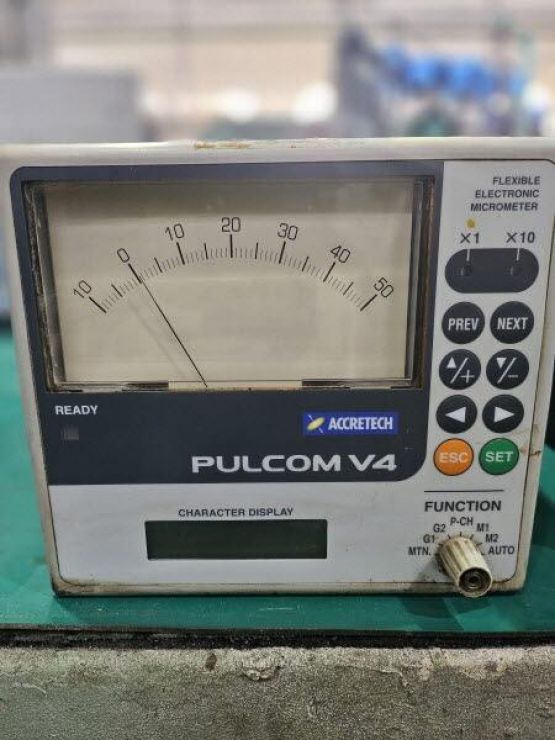 FLEXIBLE
ELECTRONIC
MICROMETER
×1 ×10
10 0 10 20 30 40 50
PREV NEXT
▲/+ ▼/−
◀ ▶
READY
ACCRETECH
PULCOM V4
ESC SET
FUNCTION
CHARACTER DISPLAY
P-CH
G2 M1
G1 M2
MTN. AUTO